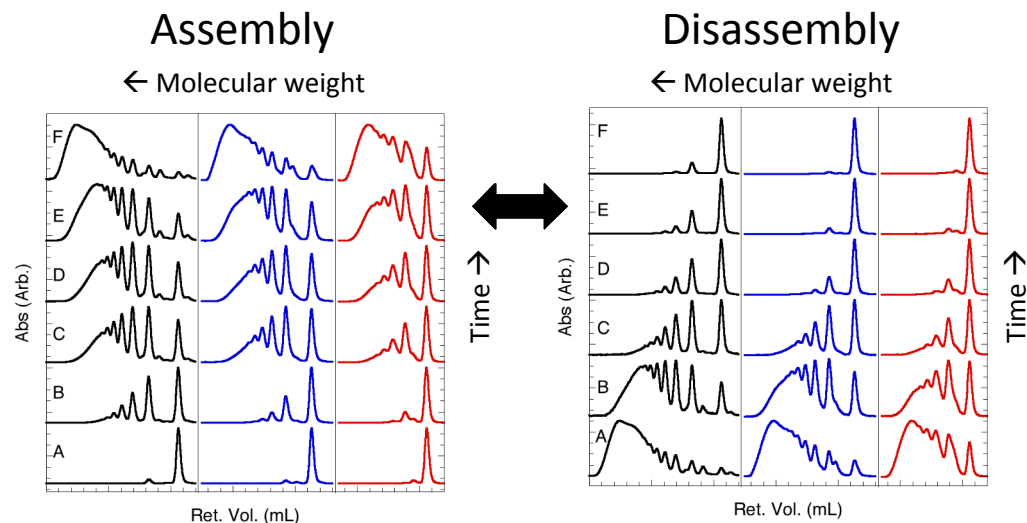 Assembly
← Molecular weight
F
E
D
C
B
A
Abs (Arb.)
Ret. Vol. (mL)
Time →
Disassembly
← Molecular weight
F
E
D
C
B
A
Abs (Arb.)
Ret. Vol. (mL)
Time →